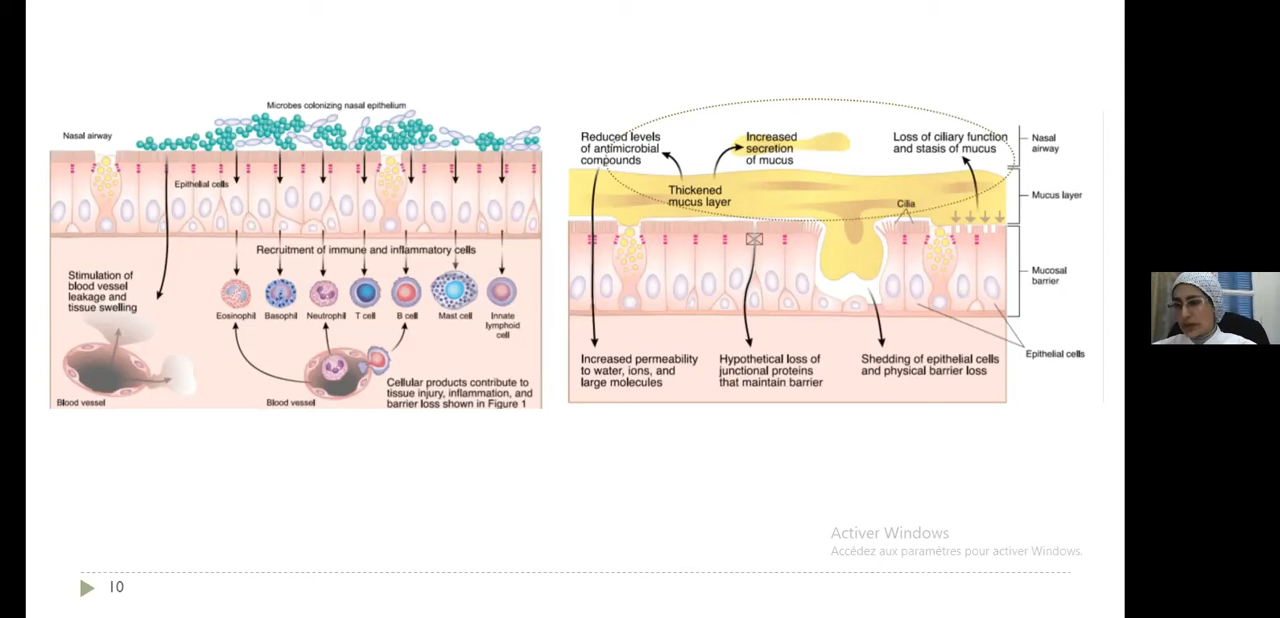 Microbes colonizing nasal epithelium
Nasal airway
Epithelial cells
Recruitment of immune and inflammatory cells
Stimulation of
blood vessel
leakage and
tissue swelling
Eosinophil
Basophil
Neutrophil
T cell
B cell
Mast cell
Innate
lymphoid
cell
Cellular products contribute to
tissue injury, inflammation, and
barrier loss shown in Figure 1
Blood vessel
Blood vessel
Reduced levels
of antimicrobial
compounds
Increased
secretion
of mucus
Loss of ciliary function
and stasis of mucus
Nasal
airway
Thickened
mucus layer
Mucus layer
Cilia
Mucosal
barrier
Increased permeability
to water, ions, and
large molecules
Hypothetical loss of
junctional proteins
that maintain barrier
Shedding of epithelial cells
and physical barrier loss
Epithelial cells
Activer Windows
Accédez aux paramètres pour activer Windows.
10